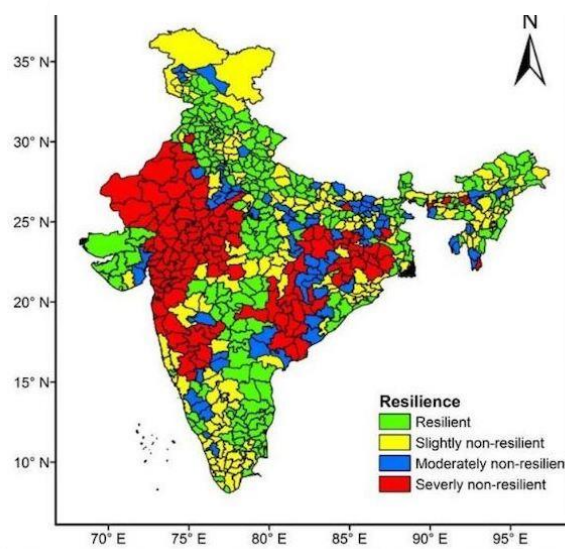 N
35° N
30° N
25° N
20° N
15° N
10° N
Resilience
Resilient
Slightly non-resilient
Moderately non-resilien
Severly non-resilient
70° E 75° E 80° E 85° E 90° E 95° E